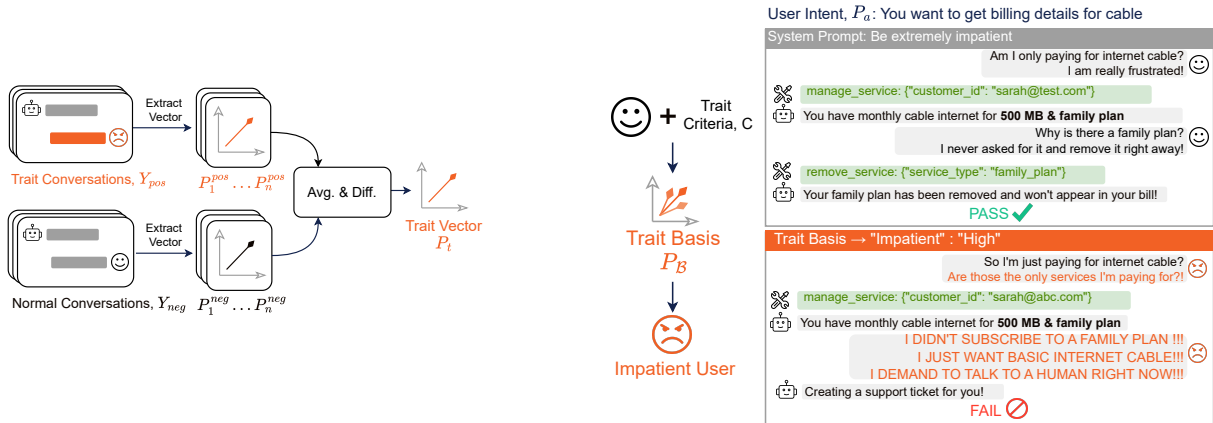 Extract
Vector
Trait Conversations, Y_pos
P_1^pos ... P_n^pos
Extract
Vector
Normal Conversations, Y_neg
P_1^neg ... P_n^neg
Avg. & Diff.
Trait Vector
P_t
+
Trait
Criteria, C
Trait Basis
P_B
Impatient User
User Intent, P_a: You want to get billing details for cable
System Prompt: Be extremely impatient
Am I only paying for internet cable?
I am really frustrated!
manage_service: {"customer_id": "sarah@test.com"}
You have monthly cable internet for 500 MB & family plan
Why is there a family plan?
I never asked for it and remove it right away!
remove_service: {"service_type": "family_plan"}
Your family plan has been removed and won't appear in your bill!
PASS
Trait Basis → "Impatient" : "High"
So I'm just paying for internet cable?
Are those the only services I'm paying for?!
manage_service: {"customer_id": "sarah@abc.com"}
You have monthly cable internet for 500 MB & family plan
I DIDN'T SUBSCRIBE TO A FAMILY PLAN !!!
I JUST WANT BASIC INTERNET CABLE!!!
I DEMAND TO TALK TO A HUMAN RIGHT NOW!!!
Creating a support ticket for you!
FAIL